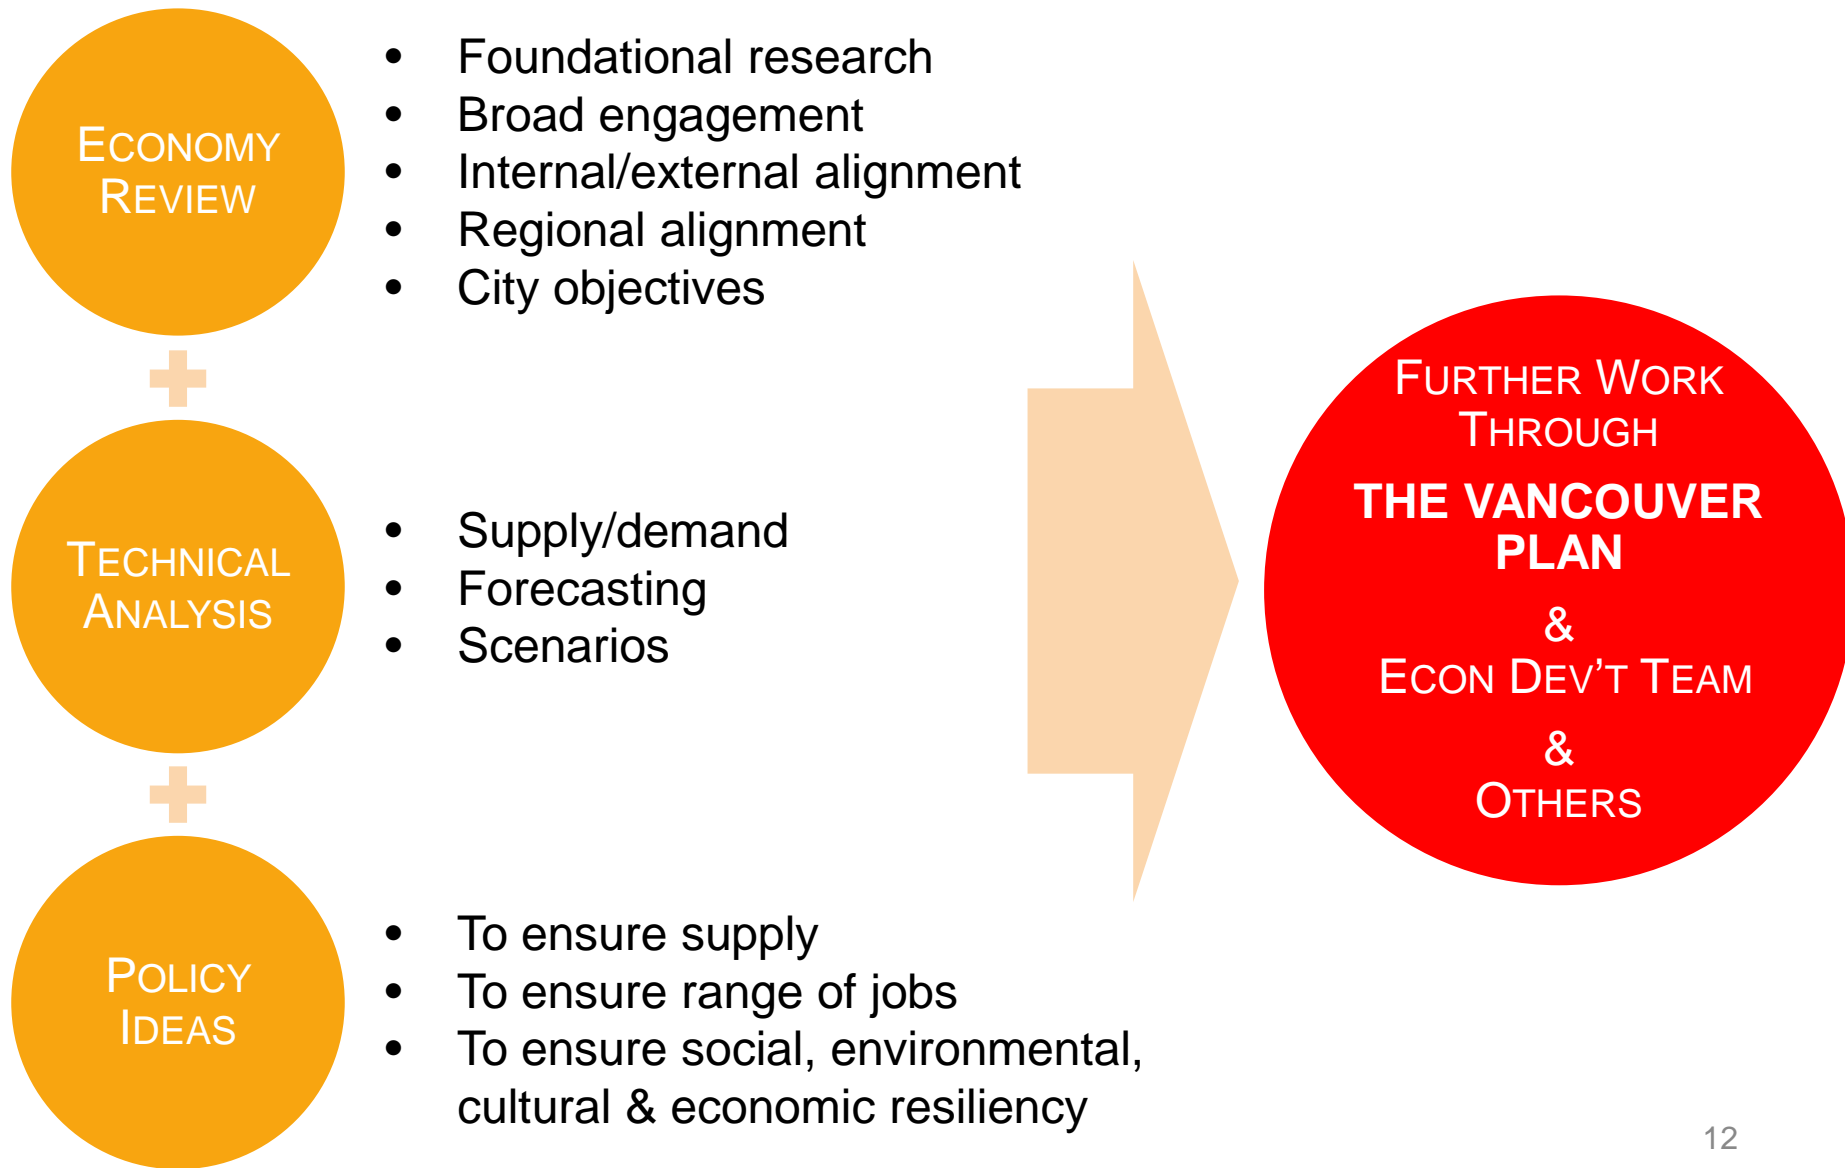 ECONOMY
REVIEW
• Foundational research
• Broad engagement
• Internal/external alignment
• Regional alignment
• City objectives
TECHNICAL
ANALYSIS
• Supply/demand
• Forecasting
• Scenarios
POLICY
IDEAS
• To ensure supply
• To ensure range of jobs
• To ensure social, environmental,
cultural & economic resiliency
FURTHER WORK
THROUGH
THE VANCOUVER
PLAN
&
ECON DEV’T TEAM
&
OTHERS
12